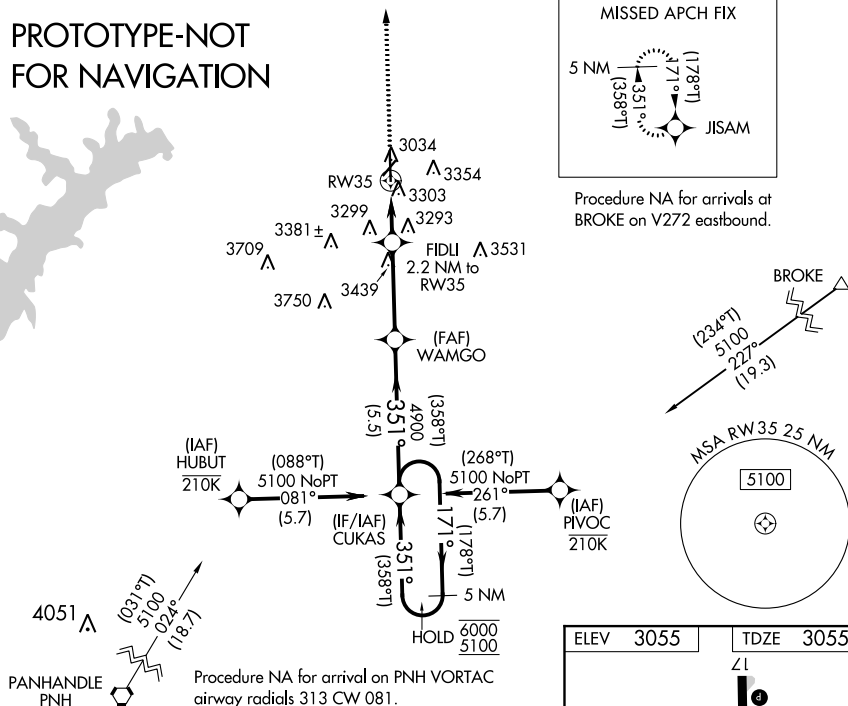 PROTOTYPE-NOT
FOR NAVIGATION
MISSED APCH FIX
5 NM
351°
(358°T)
171°
(178°T)
JISAM
Procedure NA for arrivals at
BROKE on V272 eastbound.
3034
3354
RW35
3303
3299
3293
3381±
3709
FIDLI
2.2 NM to
RW35
3531
3439
3750
(FAF)
WAMGO
BROKE
(234°T)
5100
227°
(19.3)
351°
(5.5)
4900
(358°T)
MSA RW35 25 NM
5100
(IAF)
HUBUT
210K
(088°T)
5100 NoPT
081°
(5.7)
(268°T)
5100 NoPT
261°
(5.7)
(IAF)
PIVOC
210K
(IF/IAF)
CUKAS
351°
(358°T)
171°
(178°T)
5 NM
HOLD 6000
5100
4051
(031°T)
5100
024°
(18.7)
PANHANDLE
PNH
Procedure NA for arrival on PNH VORTAC
airway radials 313 CW 081.
ELEV 3055
TDZE 3055
17
P